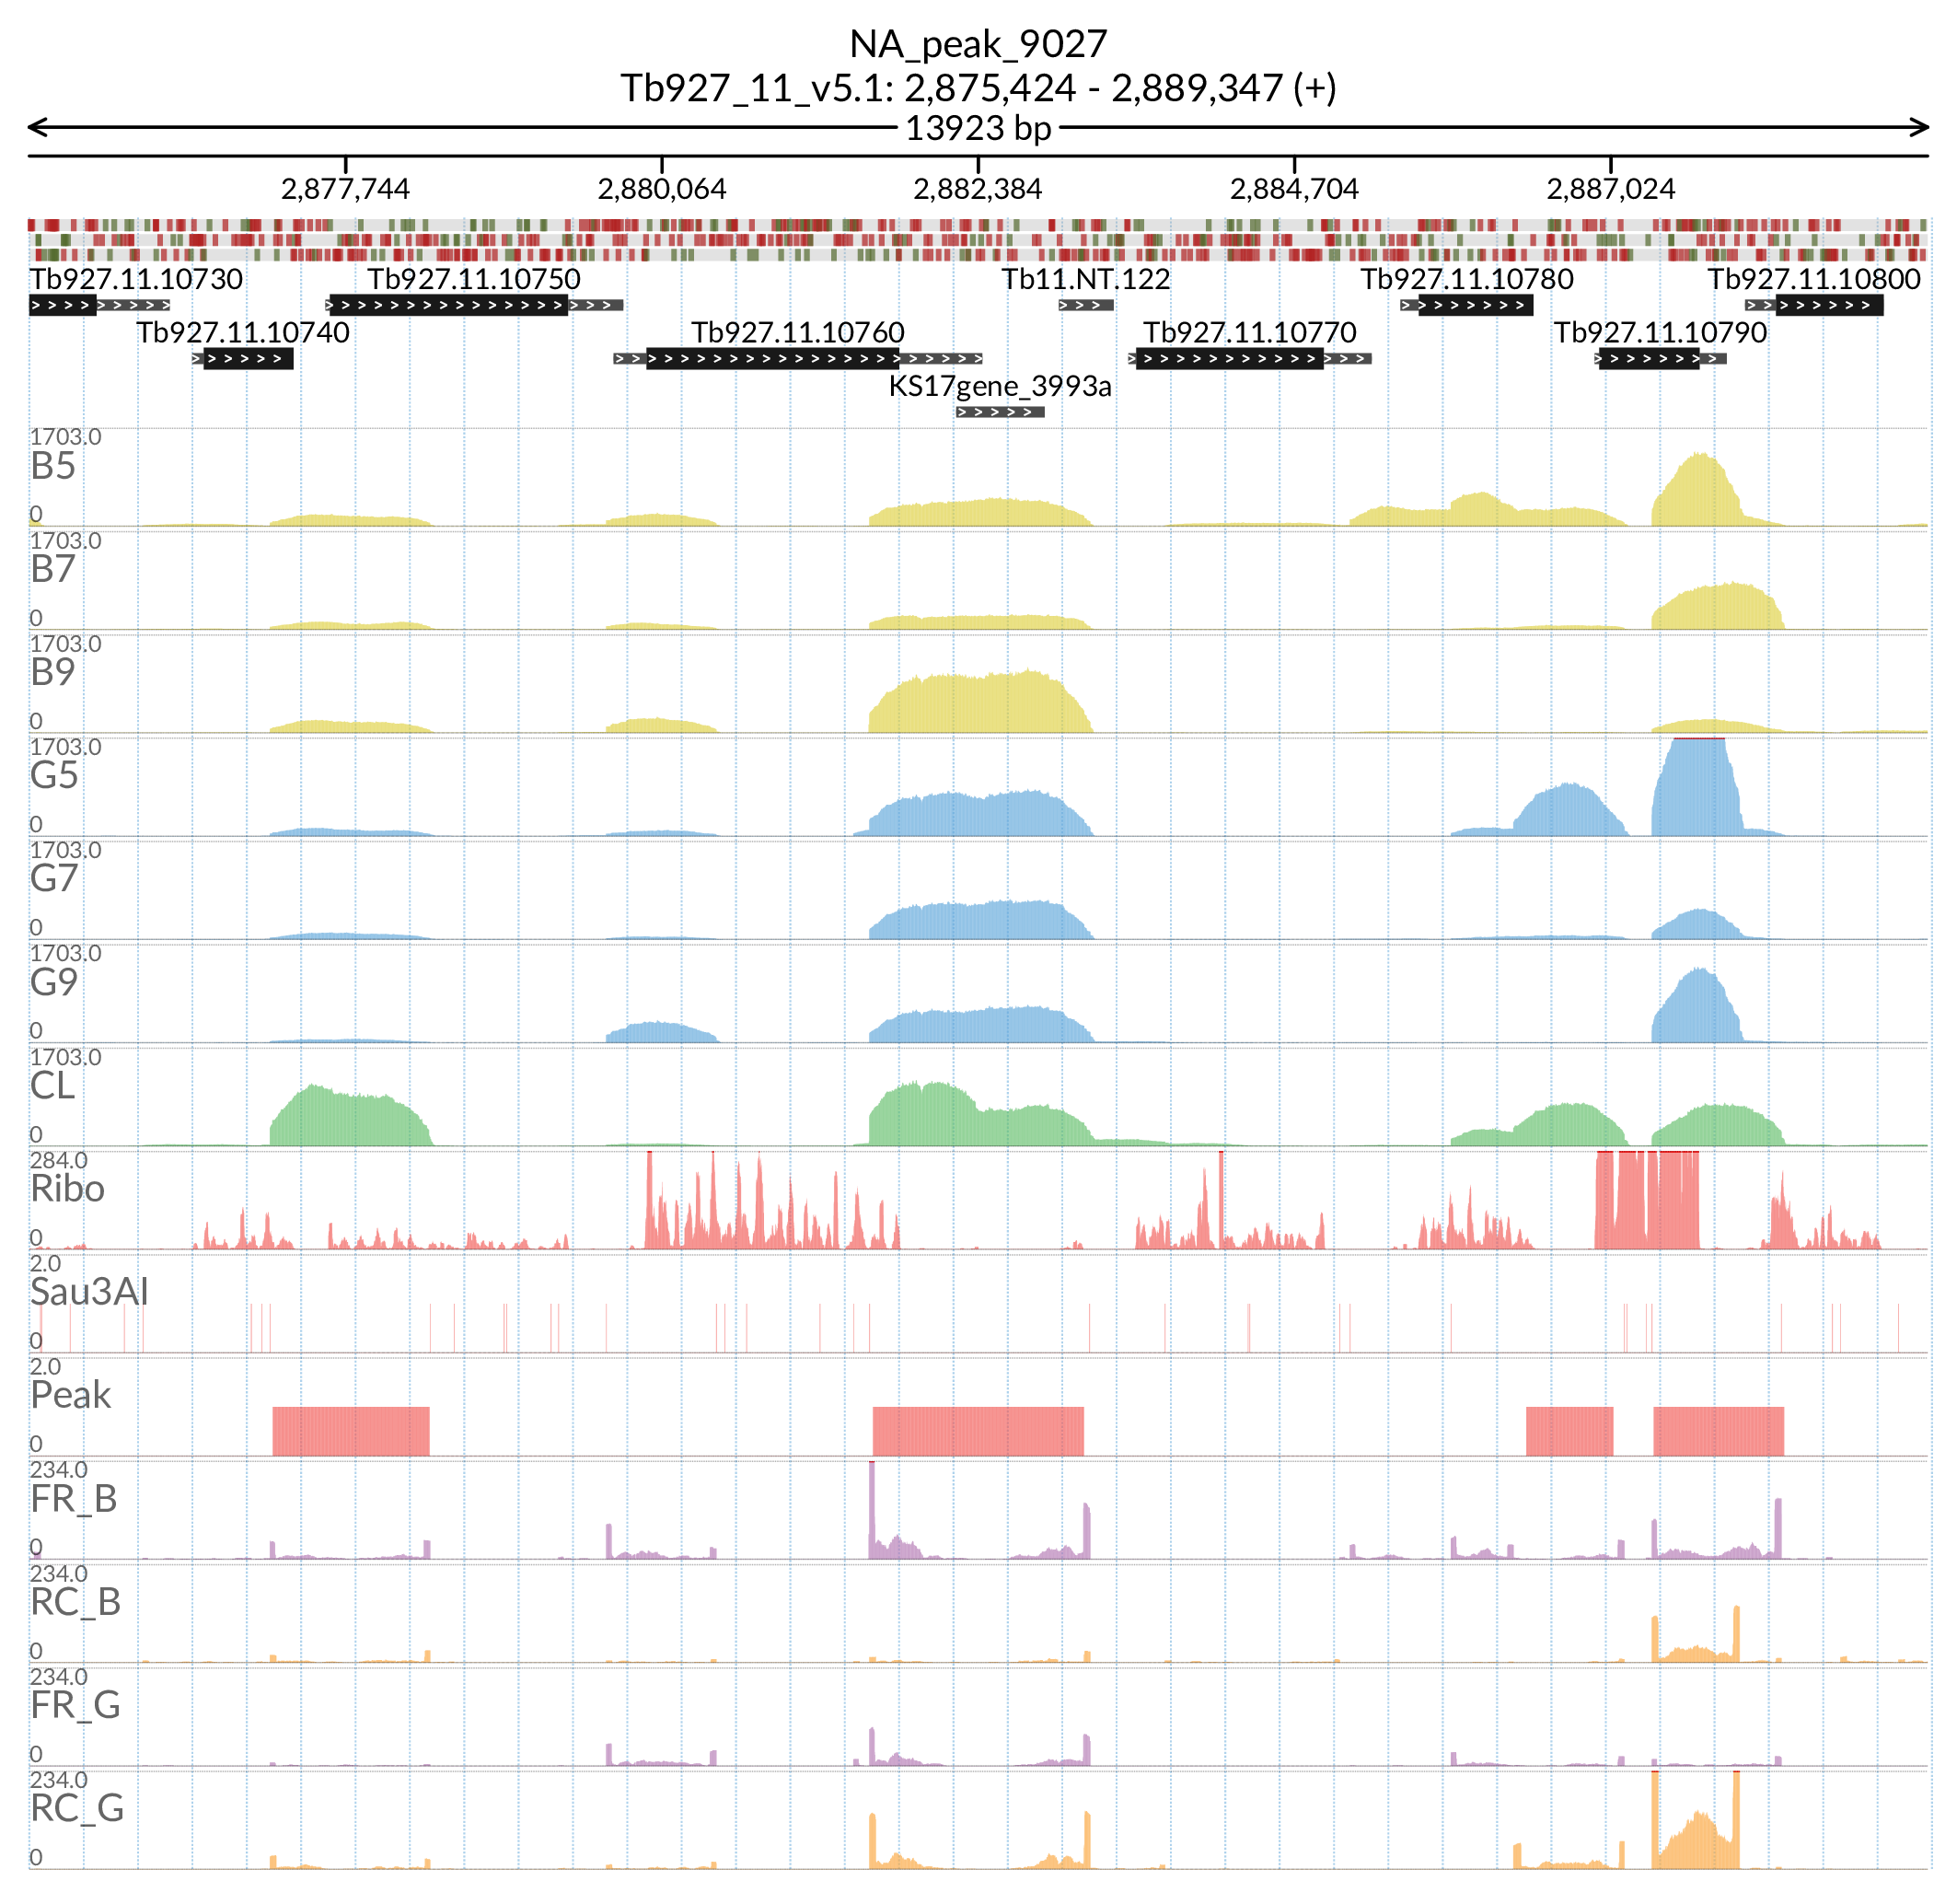 NA_peak_9027
Tb927_11_v5.1: 2,875,424 - 2,889,347 (+)
13923 bp
2,877,744 2,880,064 2,882,384 2,884,704 2,887,024
Tb927.11.10730 Tb927.11.10750 Tb11.NT.122 Tb927.11.10780 Tb927.11.10800
Tb927.11.10740 Tb927.11.10760 Tb927.11.10770 Tb927.11.10790
KS17gene_3993a
1703.0
B5
0
1703.0
B7
0
1703.0
B9
0
1703.0
G5
0
1703.0
G7
0
1703.0
G9
0
1703.0
CL
0
284.0
Ribo
0
2.0
Sau3AI
0
2.0
Peak
0
234.0
FR_B
0
234.0
RC_B
0
234.0
FR_G
0
234.0
RC_G
0